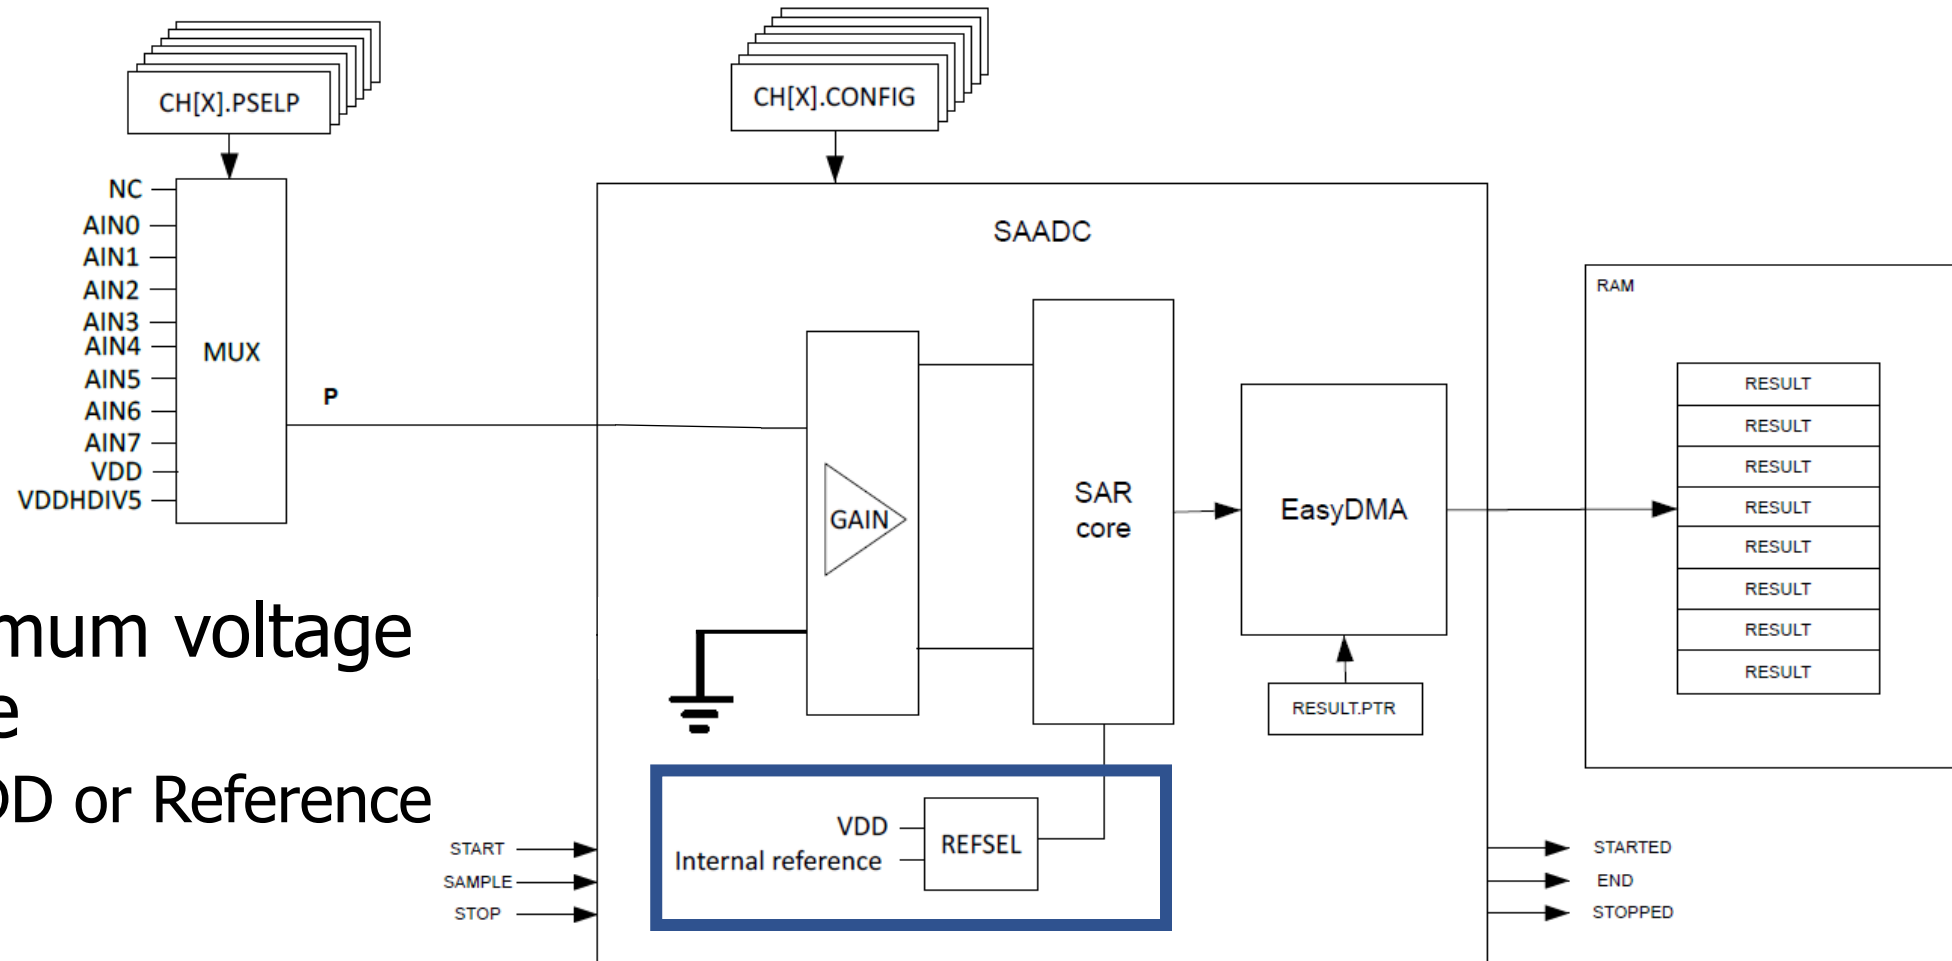 CH[X].PSELP
CH[X].CONFIG
NC
AIN0
AIN1
AIN2
AIN3
AIN4
AIN5
AIN6
AIN7
VDD
VDDHDIV5
MUX
P
SAADC
GAIN
SAR
core
EasyDMA
RESULT.PTR
RAM
RESULT
RESULT
RESULT
RESULT
RESULT
RESULT
RESULT
RESULT
mum voltage
e
DD or Reference
VDD
Internal reference
REFSEL
START
SAMPLE
STOP
STARTED
END
STOPPED